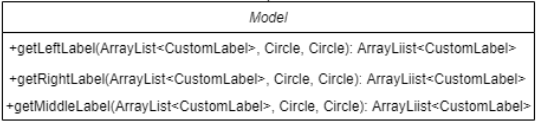 Model
+getLeftLabel(ArrayList<CustomLabel>, Circle, Circle): ArrayLiist<CustomLabel>
+getRightLabel(ArrayList<CustomLabel>, Circle, Circle): ArrayLiist<CustomLabel>
+getMiddleLabel(ArrayList<CustomLabel>, Circle, Circle): ArrayLiist<CustomLabel>